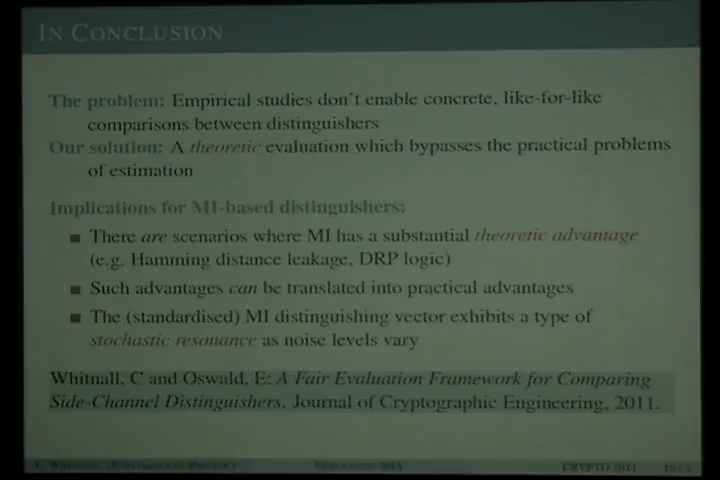 IN CONCLUSION
The problem: Empirical studies don't enable concrete, like-for-like
comparisons between distinguishers
Our solution: A theoretic evaluation which bypasses the practical problems
of estimation
Implications for MI-based distinguishers:
There are scenarios where MI has a substantial theoretic advantage
(e.g. Hamming distance leakage, DRP logic)
Such advantages can be translated into practical advantages
The (standardised) MI distinguishing vector exhibits a type of
stochastic resonance as noise levels vary
Whitnall, C and Oswald, E: A Fair Evaluation Framework for Comparing
Side-Channel Distinguishers. Journal of Cryptographic Engineering, 2011.
CRYPTO 2011